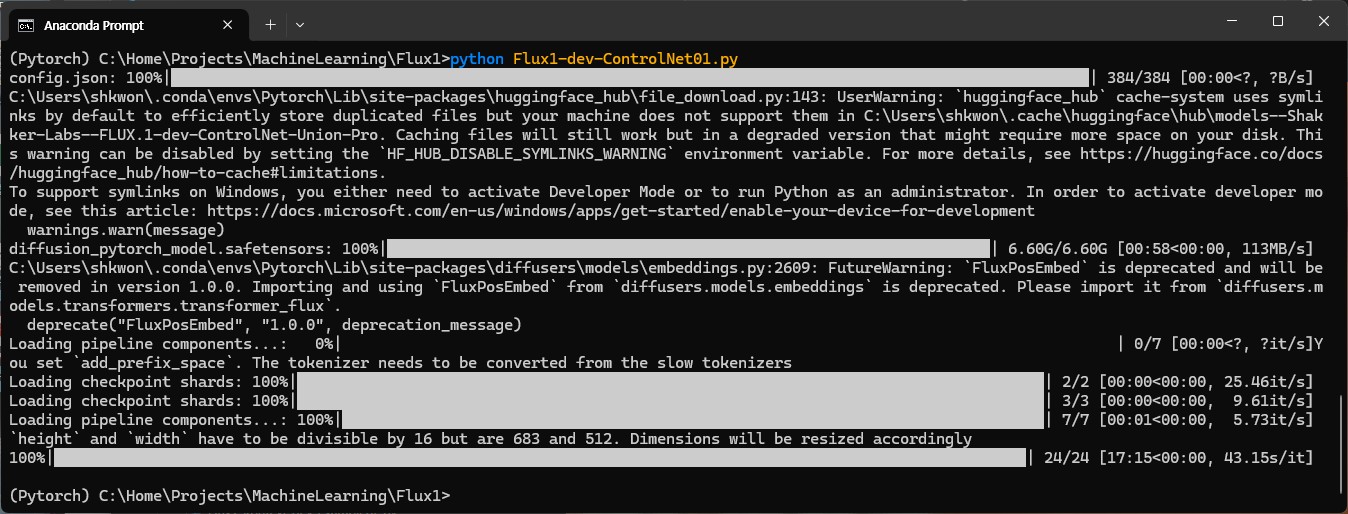 Anaconda Prompt
(Pytorch) C:\Home\Projects\MachineLearning\Flux1>python Flux1-dev-ControlNet01.py
config.json: 100%| | 384/384 [00:00<?, ?B/s]
C:\Users\shkwon\.conda\envs\Pytorch\Lib\site-packages\huggingface_hub\file_download.py:143: UserWarning: `huggingface_hub` cache-system uses symli
nks by default to efficiently store duplicated files but your machine does not support them in C:\Users\shkwon\.cache\huggingface\hub\models--Shak
ker-Labs--FLUX.1-dev-ControlNet-Union-Pro. Caching files will still work but in a degraded version that might require more space on your disk. Thi
s warning can be disabled by setting the `HF_HUB_DISABLE_SYMLINKS_WARNING` environment variable. For more details, see https://huggingface.co/docs
/huggingface_hub/how-to-cache#limitations.
To support symlinks on Windows, you either need to activate Developer Mode or to run Python as an administrator. In order to activate developer mo
de, see this article: https://docs.microsoft.com/en-us/windows/apps/get-started/enable-your-device-for-development
  warnings.warn(message)
diffusion_pytorch_model.safetensors: 100%| | 6.60G/6.60G [00:58<00:00, 113MB/s]
C:\Users\shkwon\.conda\envs\Pytorch\Lib\site-packages\diffusers\models\embeddings.py:2609: FutureWarning: `FluxPosEmbed` is deprecated and will be
 removed in version 1.0.0. Importing and using `FluxPosEmbed` from `diffusers.models.embeddings` is deprecated. Please import it from `diffusers.m
odels.transformers.transformer_flux`.
  deprecate("FluxPosEmbed", "1.0.0", deprecation_message)
Loading pipeline components...:   0%| | 0/7 [00:00<?, ?it/s]Y
ou set `add_prefix_space`. The tokenizer needs to be converted from the slow tokenizers
Loading checkpoint shards: 100%| | 2/2 [00:00<00:00, 25.46it/s]
Loading checkpoint shards: 100%| | 3/3 [00:00<00:00,  9.61it/s]
Loading pipeline components...: 100%| | 7/7 [00:01<00:00,  5.73it/s]
`height` and `width` have to be divisible by 16 but are 683 and 512. Dimensions will be resized accordingly
100%| | 24/24 [17:15<00:00, 43.15s/it]
(Pytorch) C:\Home\Projects\MachineLearning\Flux1>